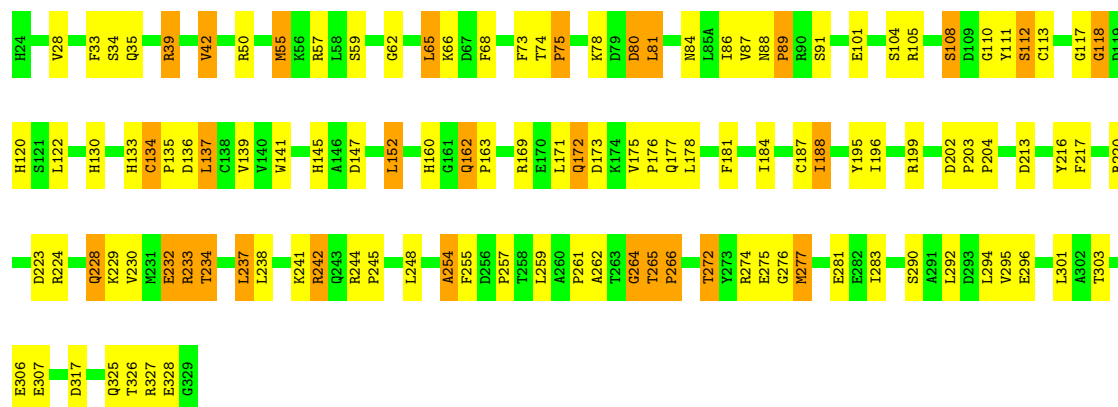 H24 V28 F33 S34 Q35 R39 V42 R50 M55 K56 R57 L58 S59 G62 L65 K66 D67 F68 F73 T74 P75 K78 D79 D80 L81 N84 L85A I86 V87 N88 P89 R90 S91 E101 S104 R105 S108 D109 G110 Y111 S112 C113 G117 G118 D119
H120 S121 L122 H130 H133 C134 P135 D136 L137 C138 V139 V140 W141 H145 A146 D147 L152 H160 G161 Q162 P163 R169 E170 L171 Q172 D173 K174 V175 P176 Q177 L178 F181 I184 C187 I188 Y195 I196 R199 D202 P203 P204 D213 Y216 F217
D223 R224 Q228 K229 V230 M231 E232 R233 T234 L237 L238 K241 R242 Q243 R244 P245 L248 A254 F255 D256 P257 T258 L259 A260 P261 A262 T263 G264 T265 P266 T272 Y273 R274 E275 G276 M277 E281 E282 I283 S290 A291 L292 D293 L294 V295 E296 L301 A302 T303
E306 E307 D317 Q325 T326 R327 E328 G329